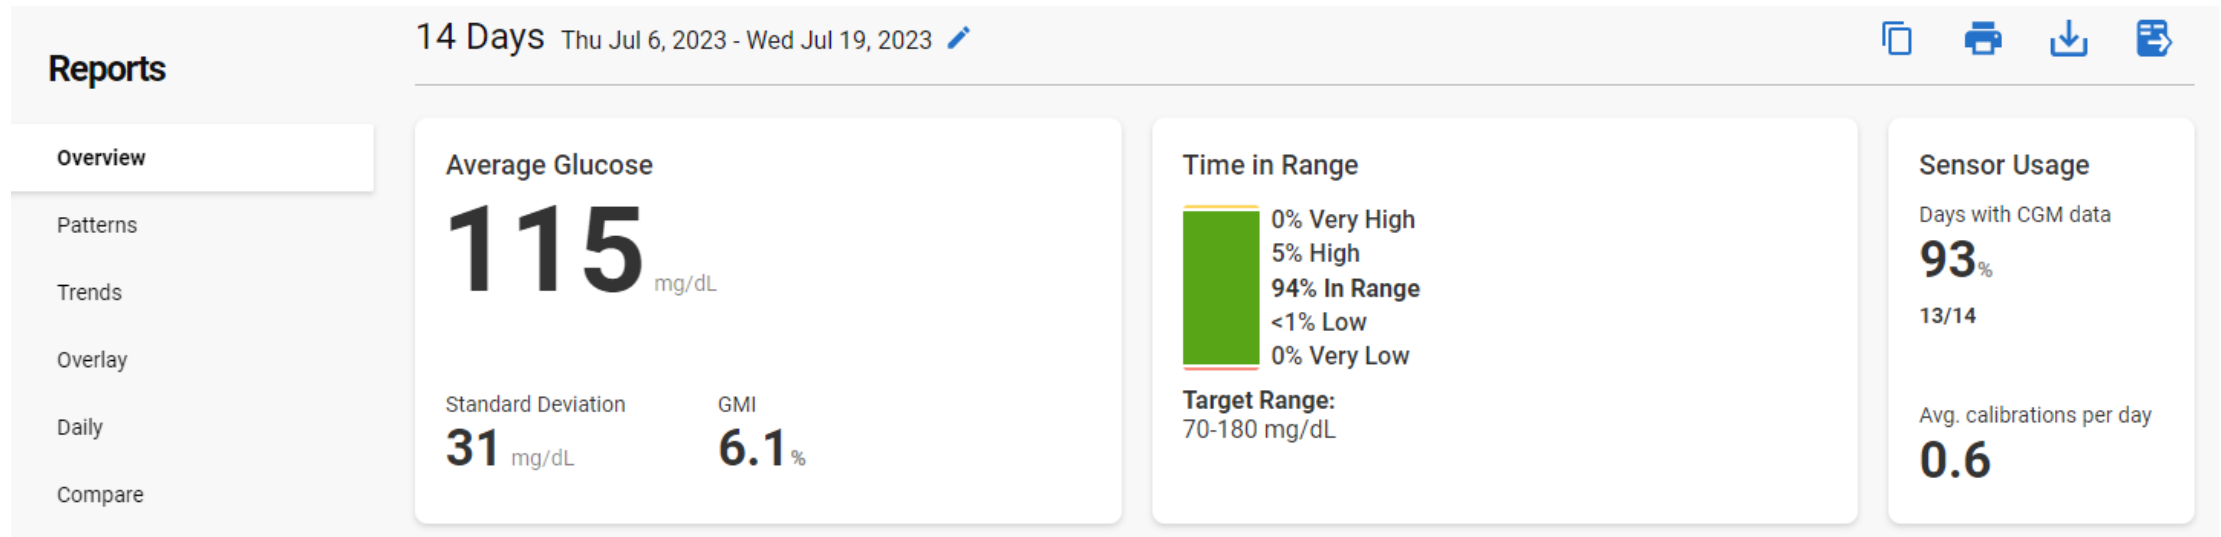 Reports
Overview
Patterns
Trends
Overlay
Daily
Compare
14 Days Thu Jul 6, 2023 - Wed Jul 19, 2023
Average Glucose
115 mg/dL
Standard Deviation
31 mg/dL
GMI
6.1%
Time in Range
0% Very High
5% High
94% In Range
<1% Low
0% Very Low
Target Range:
70-180 mg/dL
Sensor Usage
Days with CGM data
93%
13/14
Avg. calibrations per day
0.6